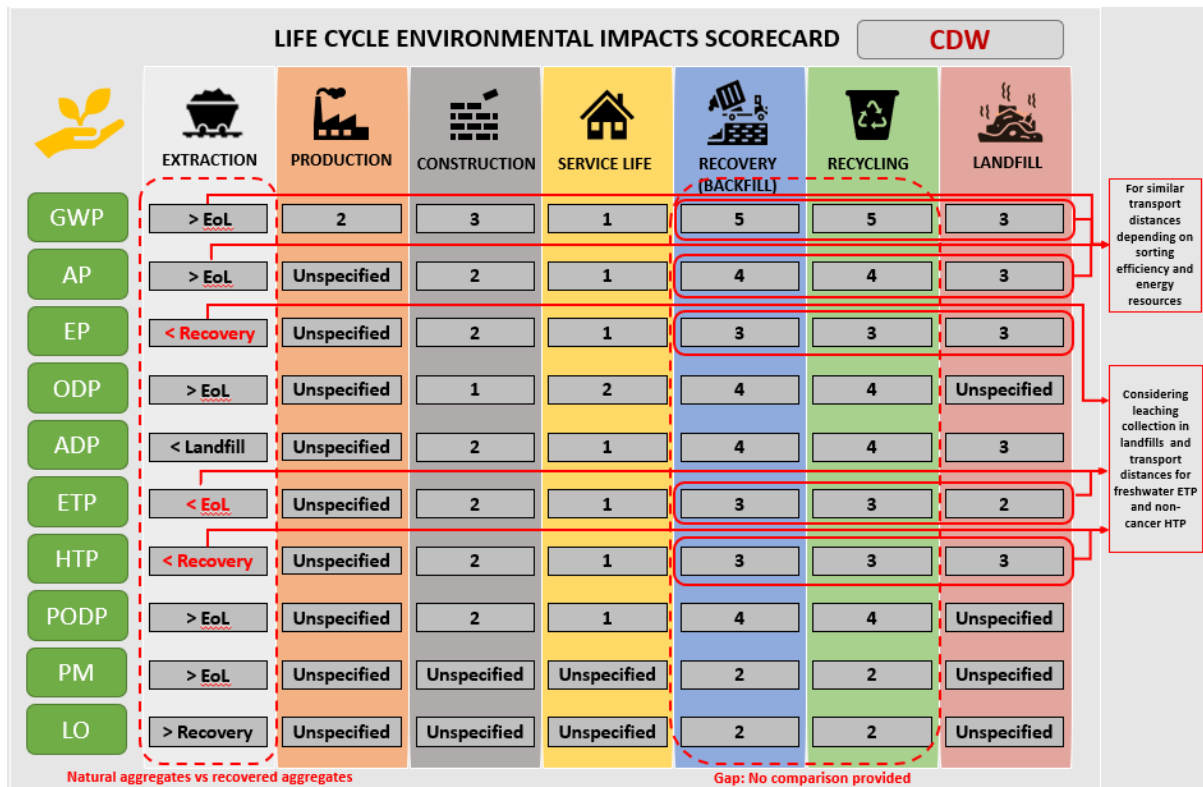 LIFE CYCLE ENVIRONMENTAL IMPACTS SCORECARD
CDW
EXTRACTION
PRODUCTION
CONSTRUCTION
SERVICE LIFE
RECOVERY
(BACKFILL)
RECYCLING
LANDFILL
GWP
> EoL
2
3
1
5
5
3
AP
> EoL
Unspecified
2
1
4
4
3
EP
< Recovery
Unspecified
2
1
3
3
3
ODP
> EoL
Unspecified
1
2
4
4
Unspecified
ADP
< Landfill
Unspecified
2
1
4
4
3
ETP
< EoL
Unspecified
2
1
3
3
2
HTP
< Recovery
Unspecified
2
1
3
3
3
PODP
> EoL
Unspecified
2
1
4
4
Unspecified
PM
> EoL
Unspecified
Unspecified
Unspecified
2
2
Unspecified
LO
> Recovery
Unspecified
Unspecified
Unspecified
2
2
Unspecified
For similar
transport
distances
depending on
sorting
efficiency and
energy
resources
Considering
leaching
collection in
landfills and
transport
distances for
freshwater ETP
and non-
cancer HTP
Natural aggregates vs recovered aggregates
Gap: No comparison provided